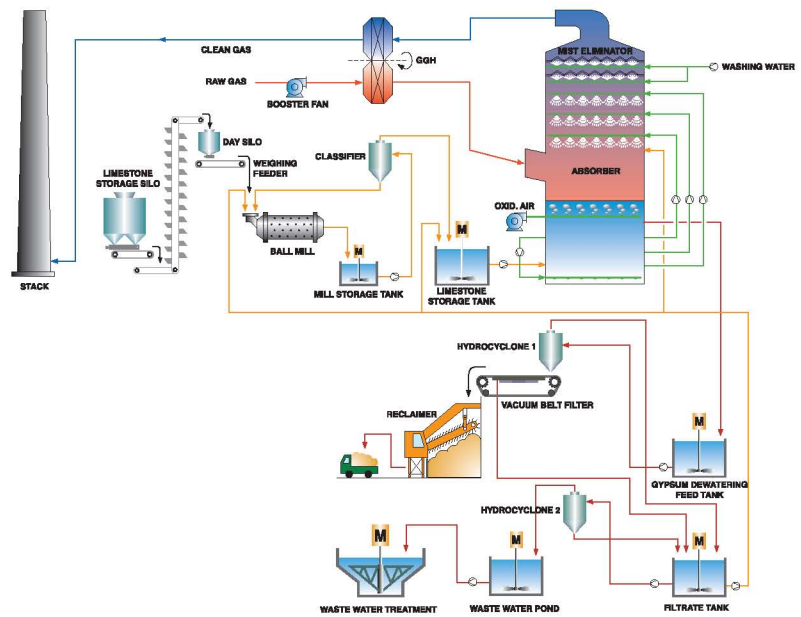 MIST ELIMINATOR
CLEAN GAS
GGH
WASHING WATER
RAW GAS
BOOSTER FAN
DAY SILO
CLASSIFIER
WEIGHING
FEEDER
LIMESTONE
STORAGE SILO
ABSORBER
OXID. AIR
M
M
BALL MILL
STACK
MILL STORAGE TANK
LIMESTONE
STORAGE TANK
HYDROCYCLONE 1
VACUUM BELT FILTER
RECLAIMER
M
GYPSUM DEWATERING
FEED TANK
HYDROCYCLONE 2
M
M
M
WASTE WATER TREATMENT
WASTE WATER POND
FILTRATE TANK